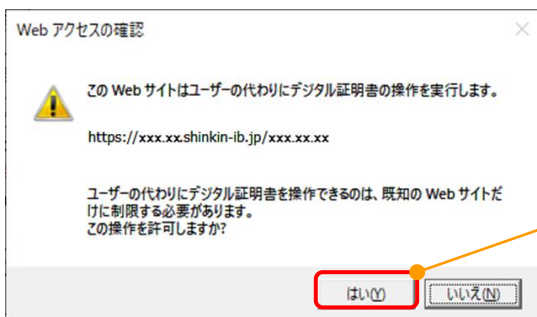 Web アクセスの確認
この Web サイトはユーザーの代わりにデジタル証明書の操作を実行します。
https://xxx.xx.shinkin-ib.jp/xxx.xx.xx
ユーザーの代わりにデジタル証明書を操作できるのは、既知の Web サイトだ
けに制限する必要があります。
この操作を許可しますか?
はい(Y)
いいえ(N)